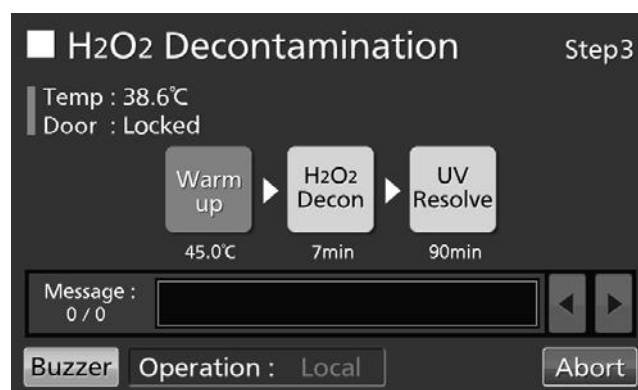 H2O2 Decontamination
Step3
Temp : 38.6℃
Door : Locked
Warm up
H2O2 Decon
UV Resolve
45.0℃
7min
90min
Message :
0 / 0
Buzzer
Operation : Local
Abort